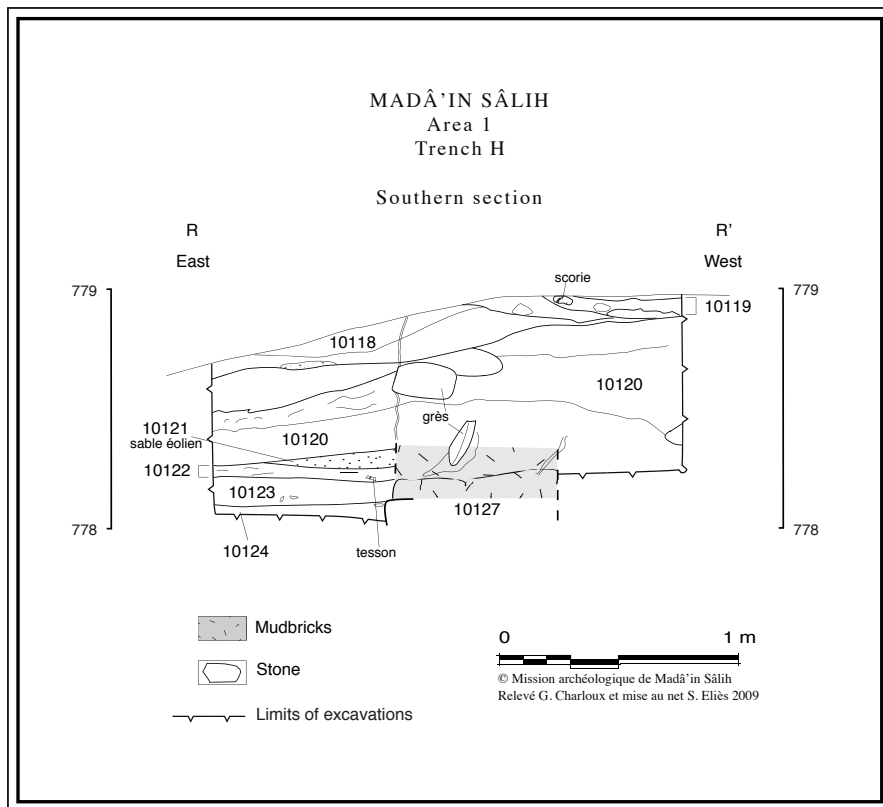 MADÂ’IN SÂLIH
Area 1
Trench H
Southern section
R
R’
East
West
779
scorie
779
10119
10118
10120
grès
10121
sable éolien
10120
10122
10123
10127
778
778
10124
tesson
Mudbricks
0 1 m
Stone
© Mission archéologique de Madâ’in Sâlih
Relevé G. Charloux et mise au net S. Eliès 2009
Limits of excavations